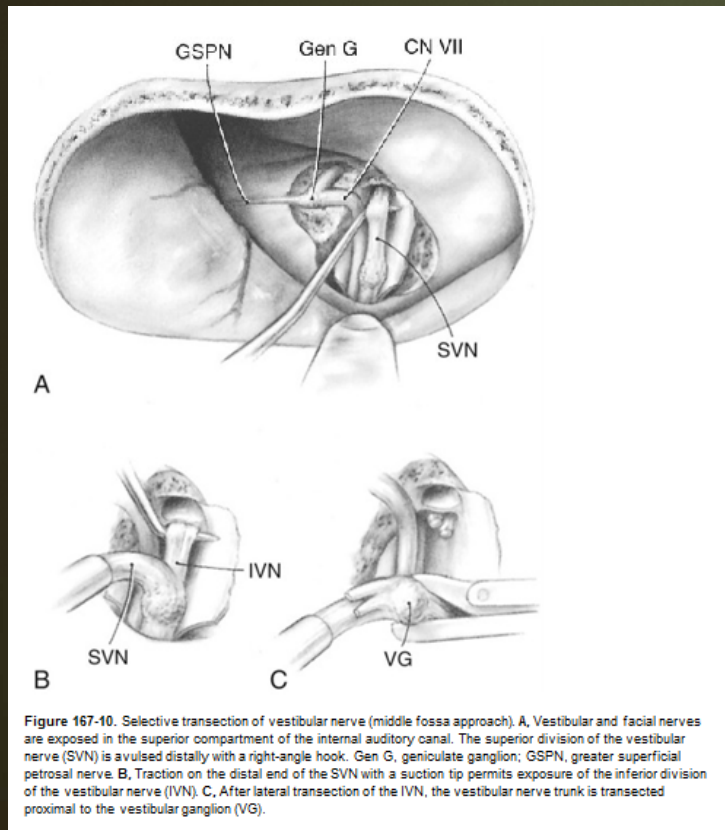 GSPN Gen G CN VII
SVN
A
IVN
SVN
B
VG
C
Figure 167-10. Selective transection of vestibular nerve (middle fossa approach). A, Vestibular and facial nerves
are exposed in the superior compartment of the internal auditory canal. The superior division of the vestibular
nerve (SVN) is avulsed distally with a right-angle hook. Gen G, geniculate ganglion; GSPN, greater superficial
petrosal nerve. B, Traction on the distal end of the SVN with a suction tip permits exposure of the inferior division
of the vestibular nerve (IVN). C, After lateral transection of the IVN, the vestibular nerve trunk is transected
proximal to the vestibular ganglion (VG).